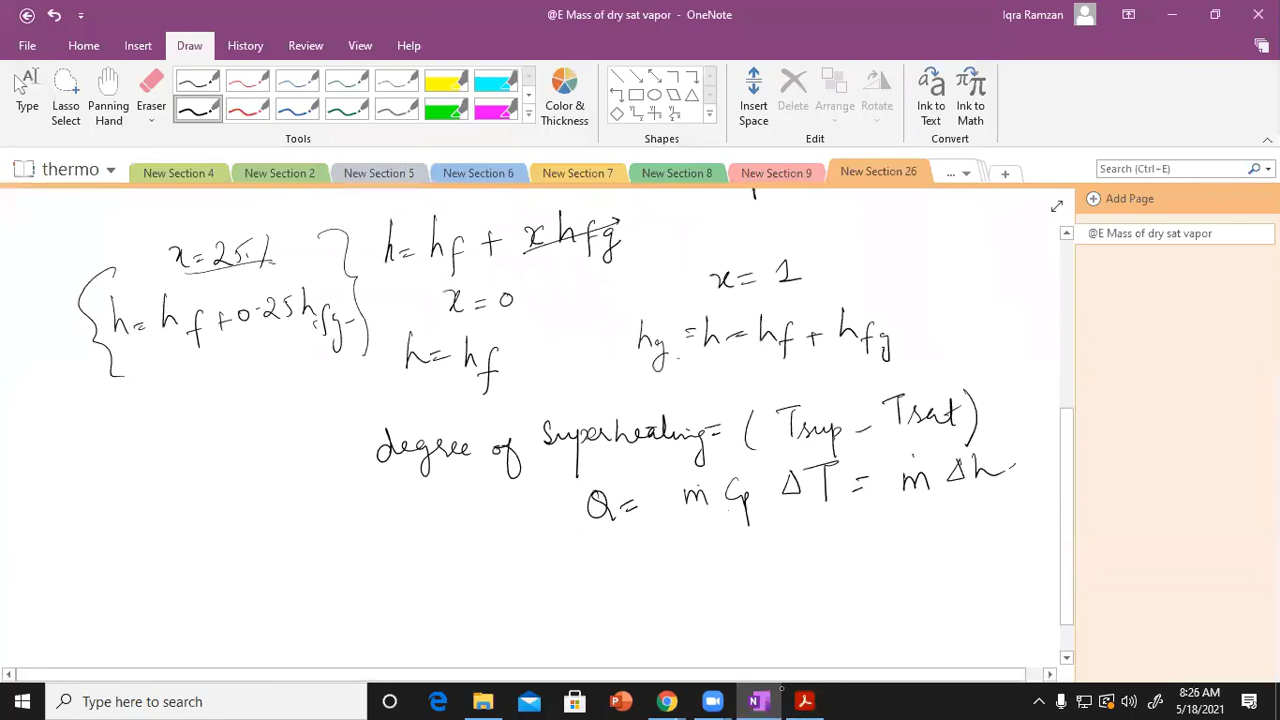 @E Mass of dry sat vapor - OneNote
Iqra Ramzan
File Home Insert Draw History Review View Help
Type
Lasso Select
Panning Hand
Eraser
Color & Thickness
Insert Space
Delete
Arrange
Rotate
Ink to Text
Ink to Math
Tools
Shapes
Edit
Convert
thermo
New Section 4
New Section 2
New Section 5
New Section 6
New Section 7
New Section 8
New Section 9
New Section 26
...
Search (Ctrl+E)
Add Page
@E Mass of dry sat vapor
x = 25%
h = hf + 0.25 hfg
h = hf + x hfg
x = 0
h = hf
x = 1
hg = h = hf + hfg
degree of superheating = (Tsup - Tsat)
Q = ṁ Cp ΔT = ṁ Δh
Type here to search
8:26 AM
5/18/2021